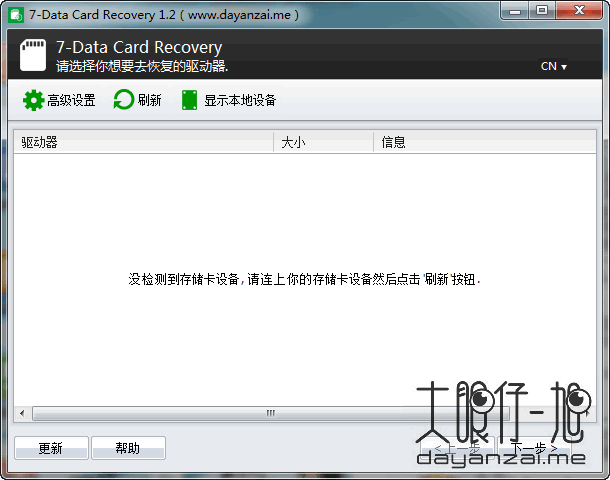 7-Data Card Recovery 1.2 ( www.dayanzai.me )
7-Data Card Recovery
请选择你想要去恢复的驱动器.
CN
高级设置 刷新 显示本地设备
驱动器 大小 信息
没检测到存储卡设备,请连上你的存储卡设备然后点击'刷新'按钮.
大眼仔~旭
更新 帮助 < 上一步 下一步 >
dayanzai.me